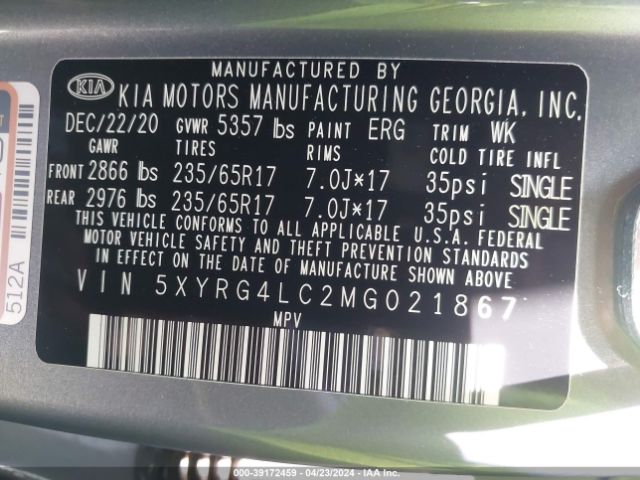 MANUFACTURED BY
KIA KIA MOTORS MANUFACTURING GEORGIA, INC.
DEC/22/20 GVWR 5357 lbs PAINT ERG TRIM WK
GAWR TIRES RIMS COLD TIRE INFL
FRONT 2866 lbs 235/65R17 7.0J*17 35psi SINGLE
REAR 2976 lbs 235/65R17 7.0J*17 35psi SINGLE
THIS VEHICLE CONFORMS TO ALL APPLICABLE U.S.A. FEDERAL
MOTOR VEHICLE SAFETY AND THEFT PREVENTION STANDARDS
IN EFFECT ON THE DATE OF MANUFACTURE SHOWN ABOVE.
VIN 5XYRG4LC2MG021867
MPV
512A
000-39172459 - 04/23/2024 - IAA Inc.